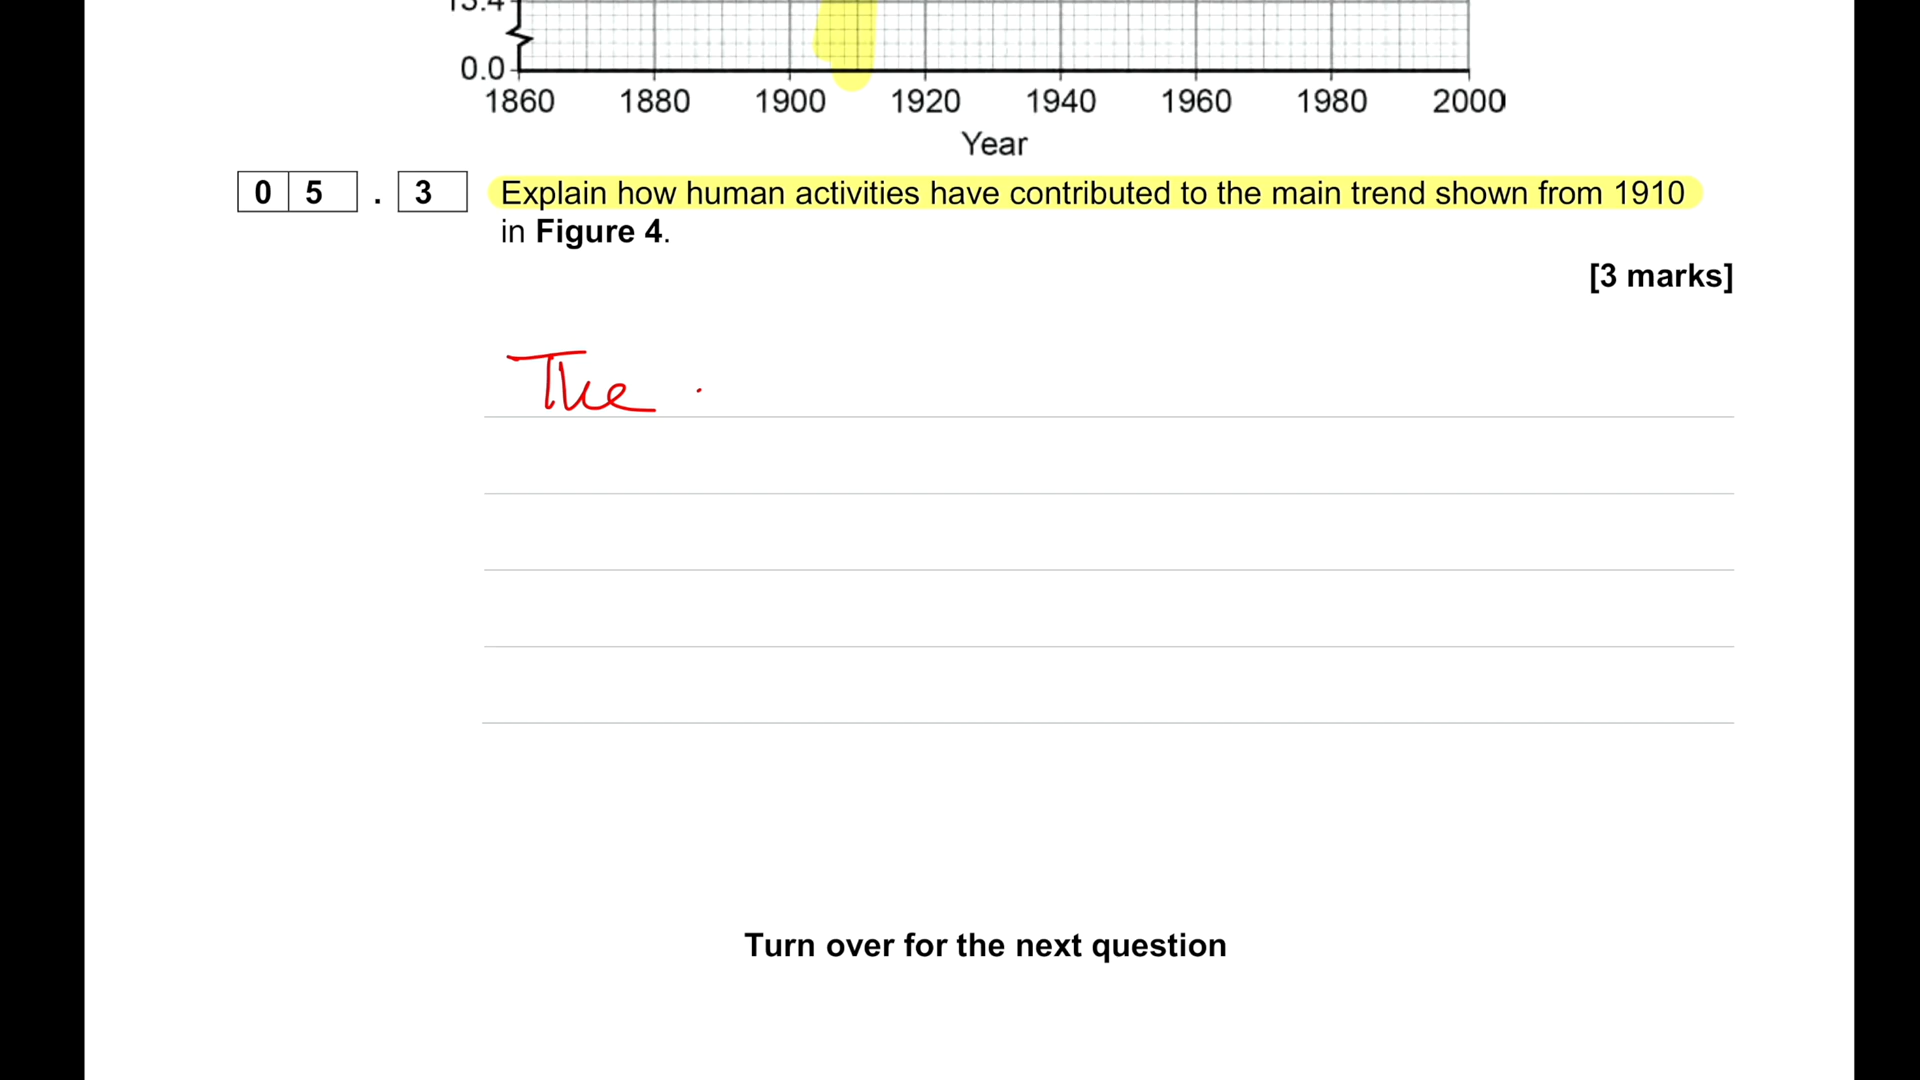 13.4
0.0
1860 1880 1900 1920 1940 1960 1980 2000
Year
0 5 . 3 Explain how human activities have contributed to the main trend shown from 1910
in Figure 4.
[3 marks]
The
Turn over for the next question